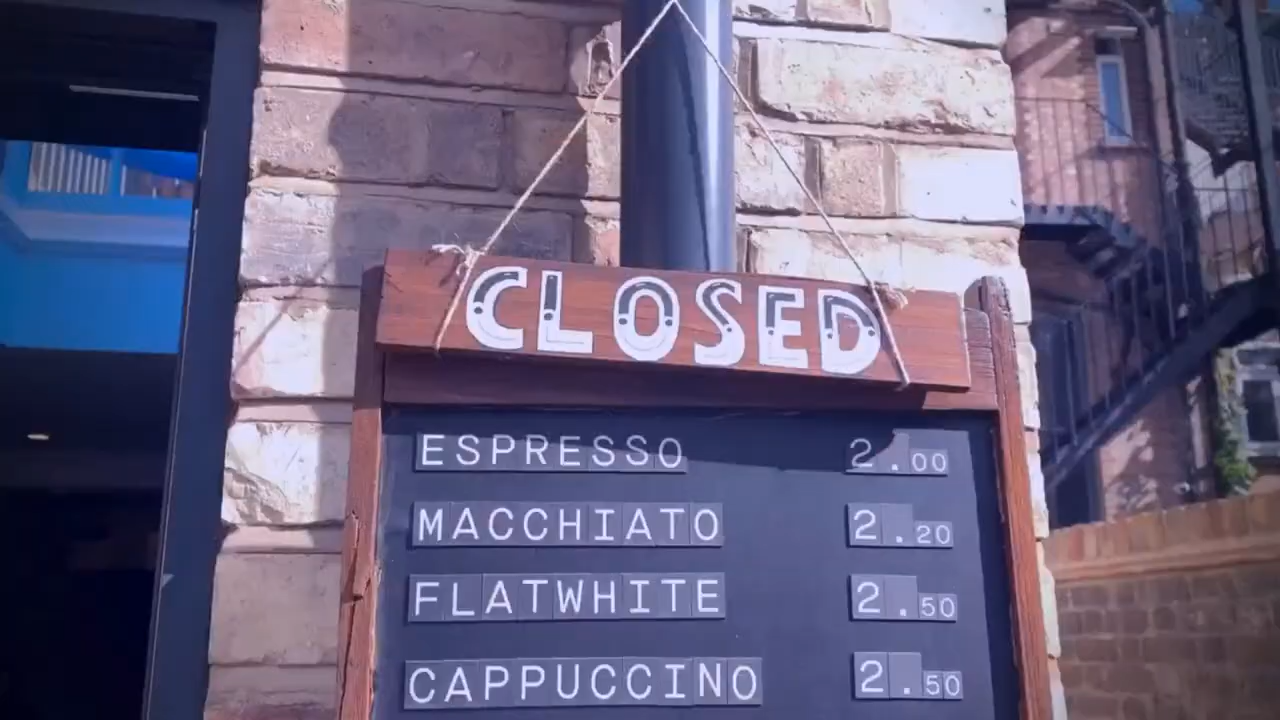 CLOSED
ESPRESSO 2.00
MACCHIATO 2.20
FLATWHITE 2.50
CAPPUCCINO 2.50